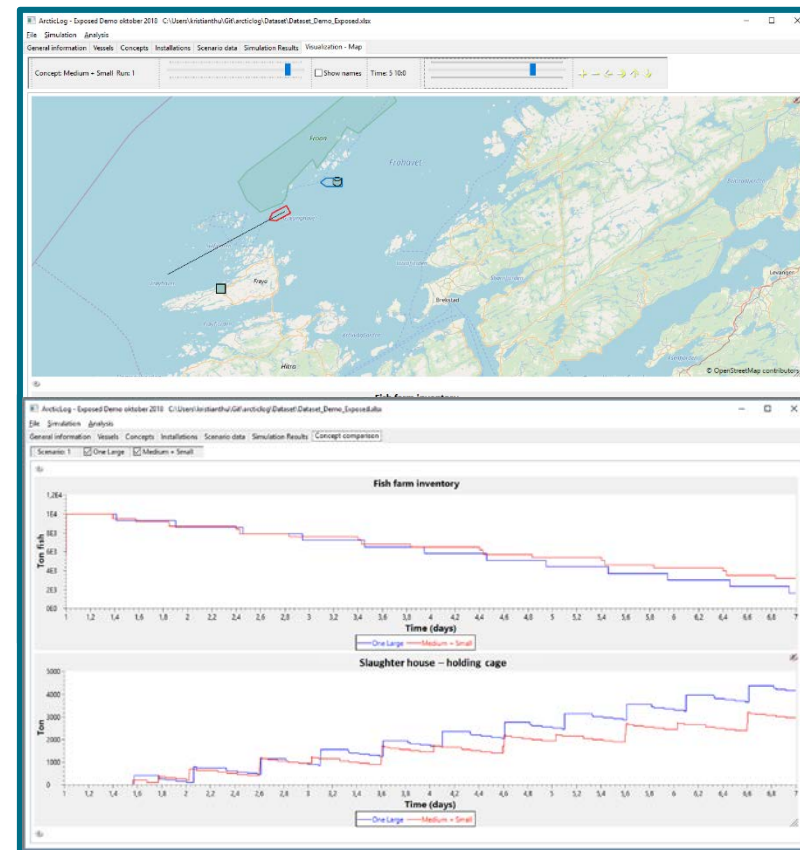 ArcticLog - Exposed Demo oktober 2018 C:\Users\kristianthu\Git\arcticlog\Dataset\Dataset_Demo_Exposed.xlsx
File Simulation Analysis
General information Vessels Concepts Installations Scenario data Simulation Results Visualization - Map
Concept: Medium + Small Run: 1 Show names Time: 5 10:0
Froan
Frohavet
Frøya
Brekstad
Levanger
Hitra
© OpenStreetMap contributors
ArcticLog - Exposed Demo oktober 2018 C:\Users\kristianthu\Git\arcticlog\Dataset\Dataset_Demo_Exposed.xlsx
File Simulation Analysis
General information Vessels Concepts Installations Scenario data Simulation Results Concept comparison
Scenario: 1 One Large Medium + Small
Fish farm inventory
1,2E4
1E4
8E3
6E3
4E3
2E3
0E0
Ton fish
1 1,2 1,4 1,6 1,8 2 2,2 2,4 2,6 2,8 3 3,2 3,4 3,6 3,8 4 4,2 4,4 4,6 4,8 5 5,2 5,4 5,6 5,8 6 6,2 6,4 6,6 6,8 7
Time (days)
One Large Medium + Small
Slaughter house – holding cage
5000
4000
3000
2000
1000
0
Ton
1 1,2 1,4 1,6 1,8 2 2,2 2,4 2,6 2,8 3 3,2 3,4 3,6 3,8 4 4,2 4,4 4,6 4,8 5 5,2 5,4 5,6 5,8 6 6,2 6,4 6,6 6,8 7
Time (days)
One Large Medium + Small